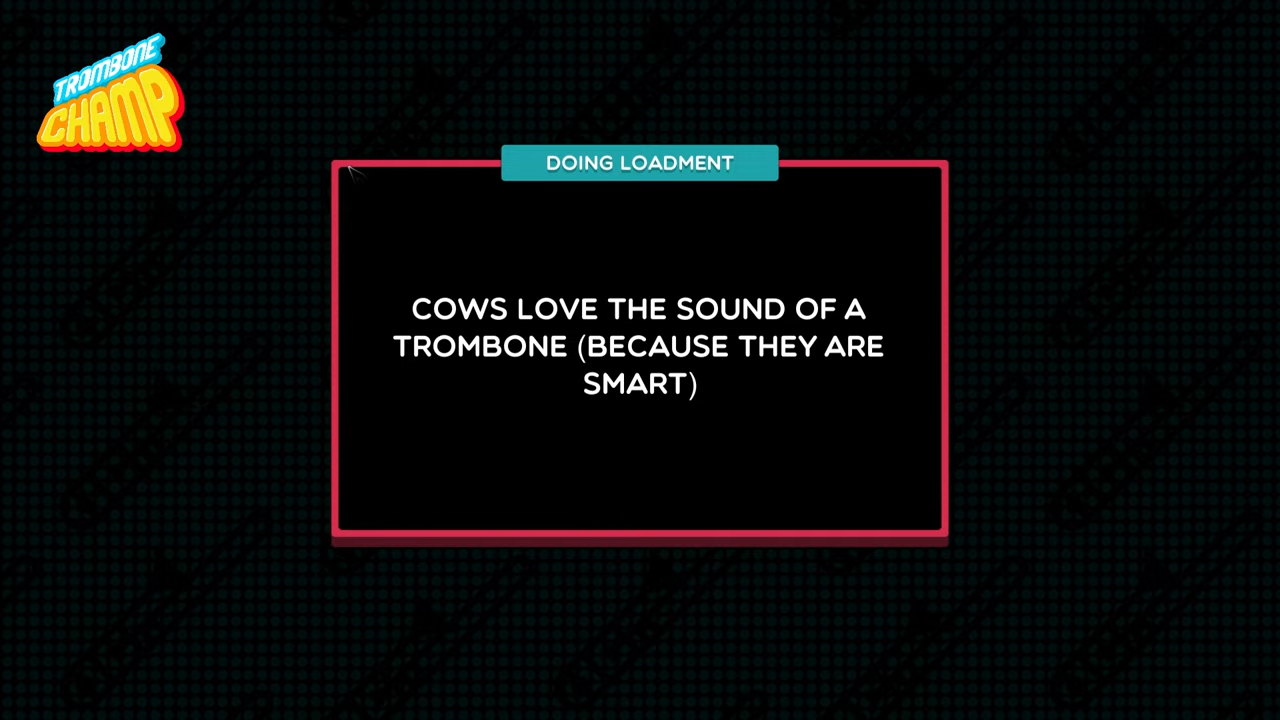 TROMBONE
CHAMP
DOING LOADMENT
COWS LOVE THE SOUND OF A
TROMBONE (BECAUSE THEY ARE
SMART)